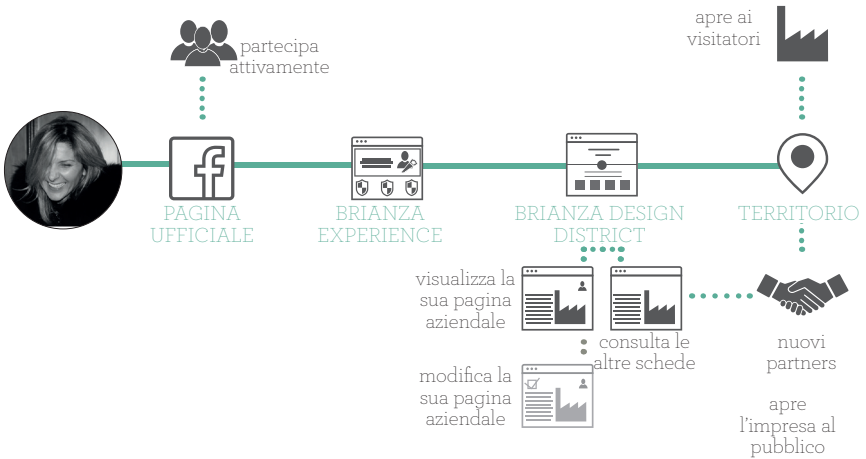 partecipa
attivamente
apre ai
visitatori
PAGINA
UFFICIALE
BRIANZA
EXPERIENCE
BRIANZA DESIGN
DISTRICT
TERRITORIO
visualizza la
sua pagina
aziendale
consulta le
altre schede
nuovi
partners
modifica la
sua pagina
aziendale
apre
l'impresa al
pubblico